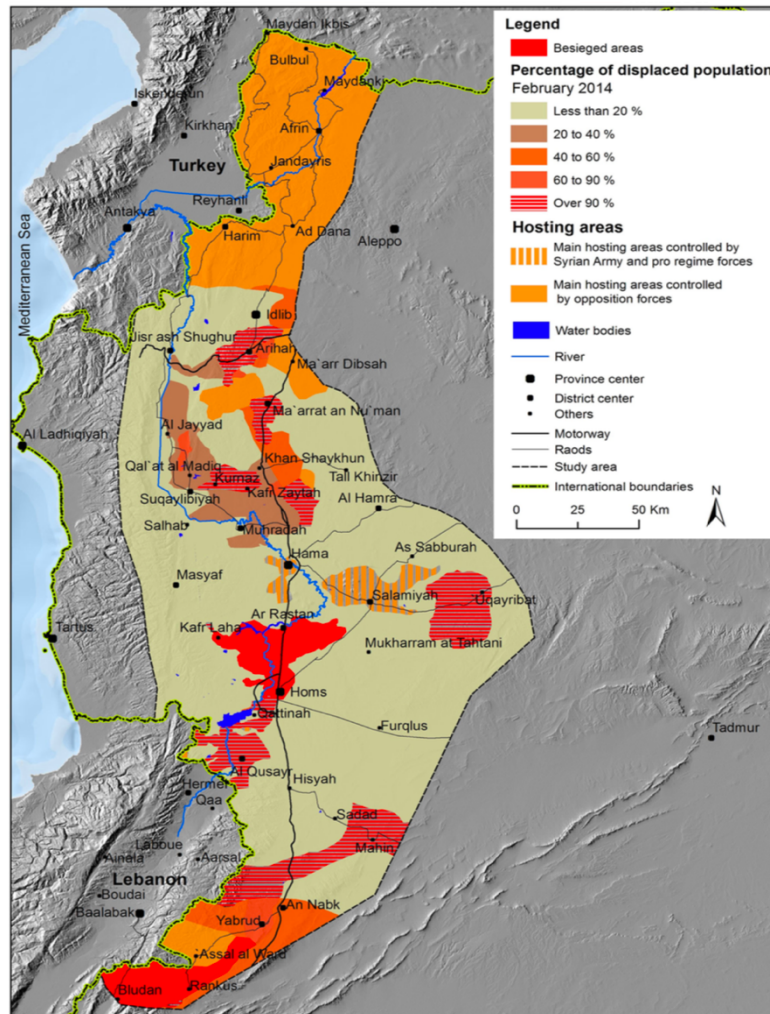 Legend
Besieged areas
Percentage of displaced population
February 2014
Less than 20 %
20 to 40 %
40 to 60 %
60 to 90 %
Over 90 %
Hosting areas
Main hosting areas controlled by
Syrian Army and pro regime forces
Main hosting areas controlled
by opposition forces
Water bodies
River
Province center
District center
Others
Motorway
Raods
Study area
International boundaries
0 25 50 Km
N
Maydan Ikbis
Bulbul
Maydanki
Iskenderun
Kirkhan
Afrin
Turkey
Jandayris
Reyhanli
Antakya
Harim
Ad Dana
Aleppo
Mediterranean Sea
Idlib
Jisr ash Shughur
Arihah
Ma`arr Dibsah
Ma`arrat an Nu`man
Al Jayyad
Al Ladhiqiyah
Khan Shaykhun
Qal`at al Madiq
Tall Khinzir
Kurnaz
Kafr Zaytah
Suqaylibiyah
Al Hamra
Salhab
Muhradah
Hama
As Sabburah
Masyaf
Salamiyah
Uqayribat
Ar Rastan
Tartus
Kafr Laha
Mukharram at Tahtani
Homs
Qattinah
Furqlus
Tadmur
Al Qusayr
Hermel
Hisyah
Qaa
Sadad
Laboue
Mahin
Ainata
Aarsal
Lebanon
Boudai
Baalabak
An Nabk
Yabrud
Assal al Ward
Rankus
Bludan